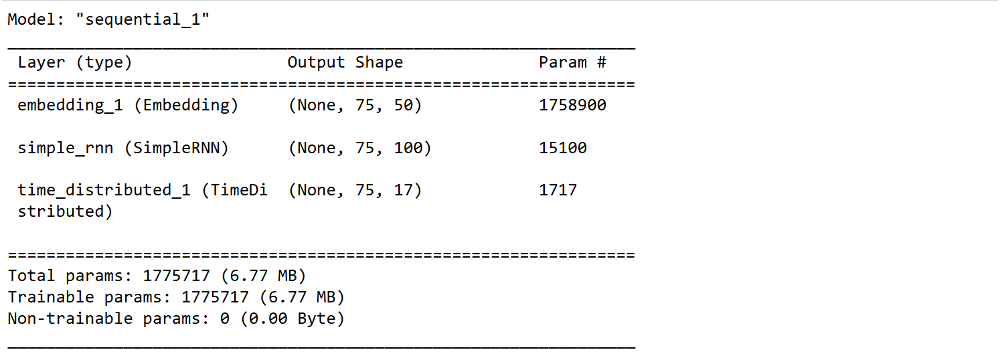 Model: "sequential_1"
_________________________________________________________________
Layer (type) Output Shape Param #
=================================================================
embedding_1 (Embedding) (None, 75, 50) 1758900
simple_rnn (SimpleRNN) (None, 75, 100) 15100
time_distributed_1 (TimeDi (None, 75, 17) 1717
stributed)
=================================================================
Total params: 1775717 (6.77 MB)
Trainable params: 1775717 (6.77 MB)
Non-trainable params: 0 (0.00 Byte)
_________________________________________________________________